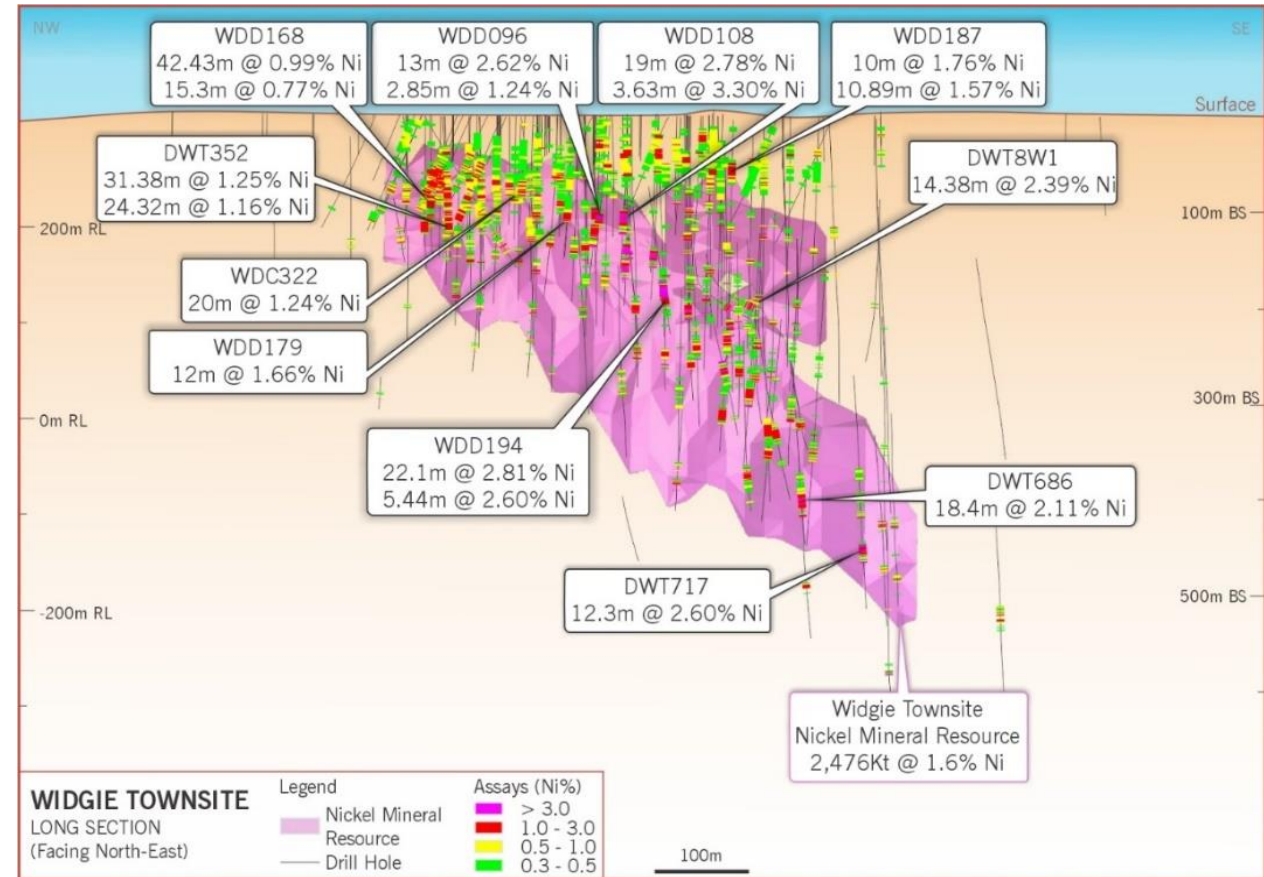 NW
SE
WDD168
42.43m @ 0.99% Ni
15.3m @ 0.77% Ni
WDD096
13m @ 2.62% Ni
2.85m @ 1.24% Ni
WDD108
19m @ 2.78% Ni
3.63m @ 3.30% Ni
WDD187
10m @ 1.76% Ni
10.89m @ 1.57% Ni
Surface
DWT352
31.38m @ 1.25% Ni
24.32m @ 1.16% Ni
DWT8W1
14.38m @ 2.39% Ni
200m RL
100m BS
WDC322
20m @ 1.24% Ni
WDD179
12m @ 1.66% Ni
0m RL
300m BS
WDD194
22.1m @ 2.81% Ni
5.44m @ 2.60% Ni
DWT686
18.4m @ 2.11% Ni
DWT717
12.3m @ 2.60% Ni
-200m RL
500m BS
Widgie Townsite
Nickel Mineral Resource
2,476Kt @ 1.6% Ni
WIDGIE TOWNSITE
LONG SECTION
(Facing North-East)
Legend
Nickel Mineral
Resource
Drill Hole
Assays (Ni%)
> 3.0
1.0 - 3.0
0.5 - 1.0
0.3 - 0.5
100m